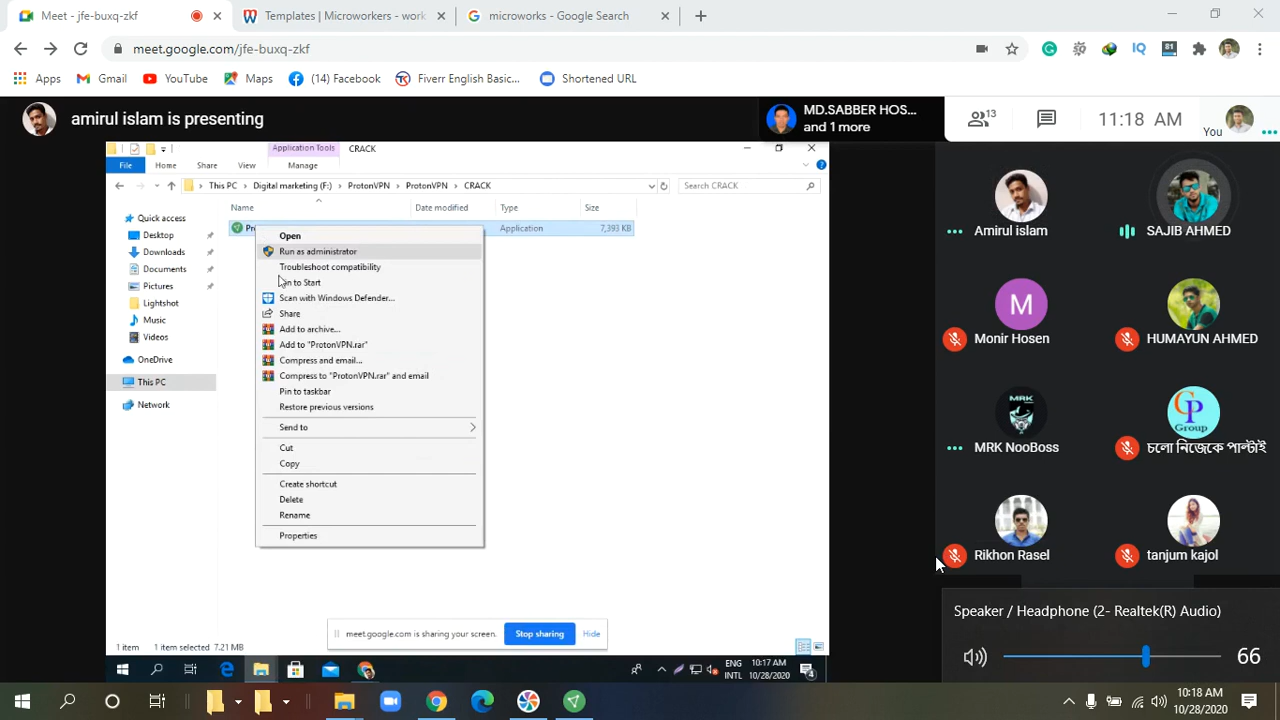 Meet - jfe-buxq-zkf
Templates | Microworkers - work
microworks - Google Search
meet.google.com/jfe-buxq-zkf
Apps
Gmail
YouTube
Maps
(14) Facebook
Fiverr English Basic...
Shortened URL
amirul islam is presenting
MD.SABBER HOS...
and 1 more
13
11:18 AM
You
Application Tools
CRACK
File
Home
Share
View
Manage
This PC
Digital marketing (F:)
ProtonVPN
ProtonVPN
CRACK
Search CRACK
Name
Date modified
Type
Size
Quick access
Desktop
Downloads
Documents
Pictures
Lightshot
Music
Videos
OneDrive
This PC
Network
Application
7,393 KB
Open
Run as administrator
Troubleshoot compatibility
to Start
Scan with Windows Defender...
Share
Add to archive...
Add to "ProtonVPN.rar"
Compress and email...
Compress to "ProtonVPN.rar" and email
Pin to taskbar
Restore previous versions
Send to
Cut
Copy
Create shortcut
Delete
Rename
Properties
Amirul islam
SAJIB AHMED
M
Monir Hosen
HUMAYUN AHMED
MRK
MRK NooBoss
CP
Group
চলো নিজেকে পাল্টাই
Rikhon Rasel
tanjum kajol
Speaker / Headphone (2- Realtek(R) Audio)
66
meet.google.com is sharing your screen.
Stop sharing
Hide
1 item
1 item selected 7.21 MB
ENG
INTL
10:17 AM
10/28/2020
4
10:18 AM
10/28/2020
IQ
81